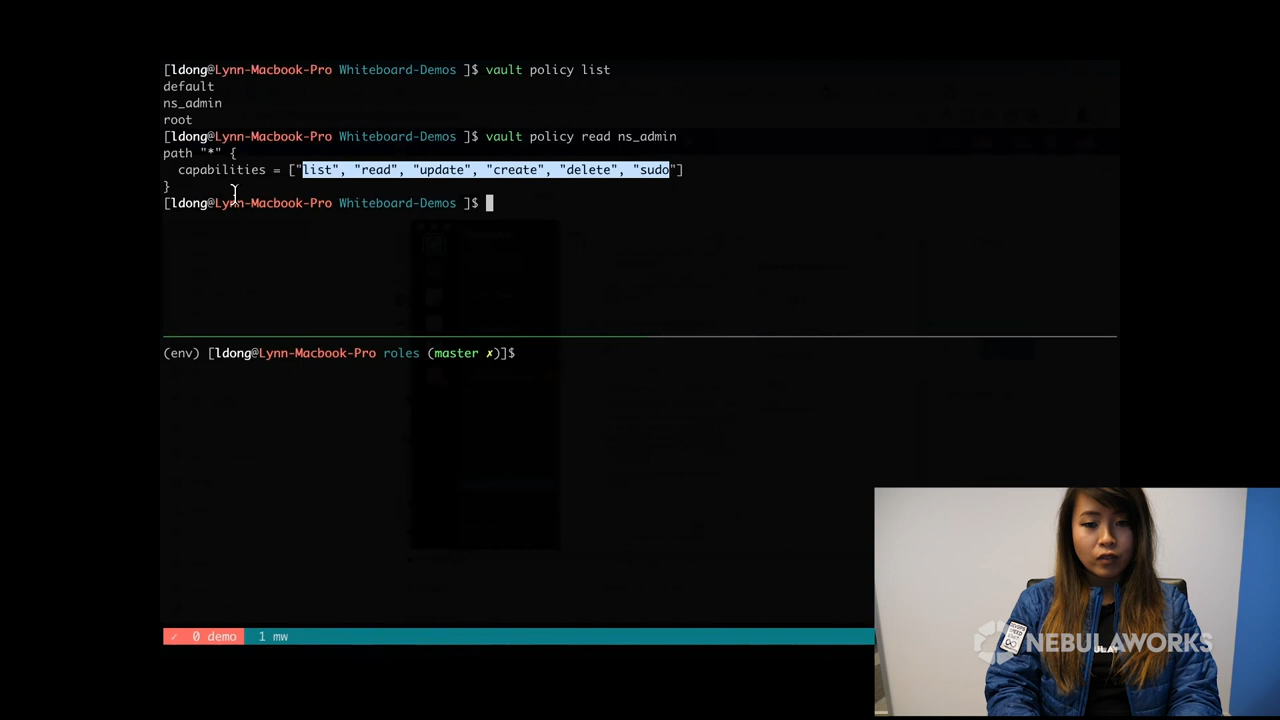 [ldong@Lynn-Macbook-Pro Whiteboard-Demos ]$ vault policy list
default
ns_admin
root
[ldong@Lynn-Macbook-Pro Whiteboard-Demos ]$ vault policy read ns_admin
path "*" {
  capabilities = ["list", "read", "update", "create", "delete", "sudo"]
}
[ldong@Lynn-Macbook-Pro Whiteboard-Demos ]$
(env) [ldong@Lynn-Macbook-Pro roles (master ✗)]$
✓ 0 demo 1 mw
NEBULAWORKS